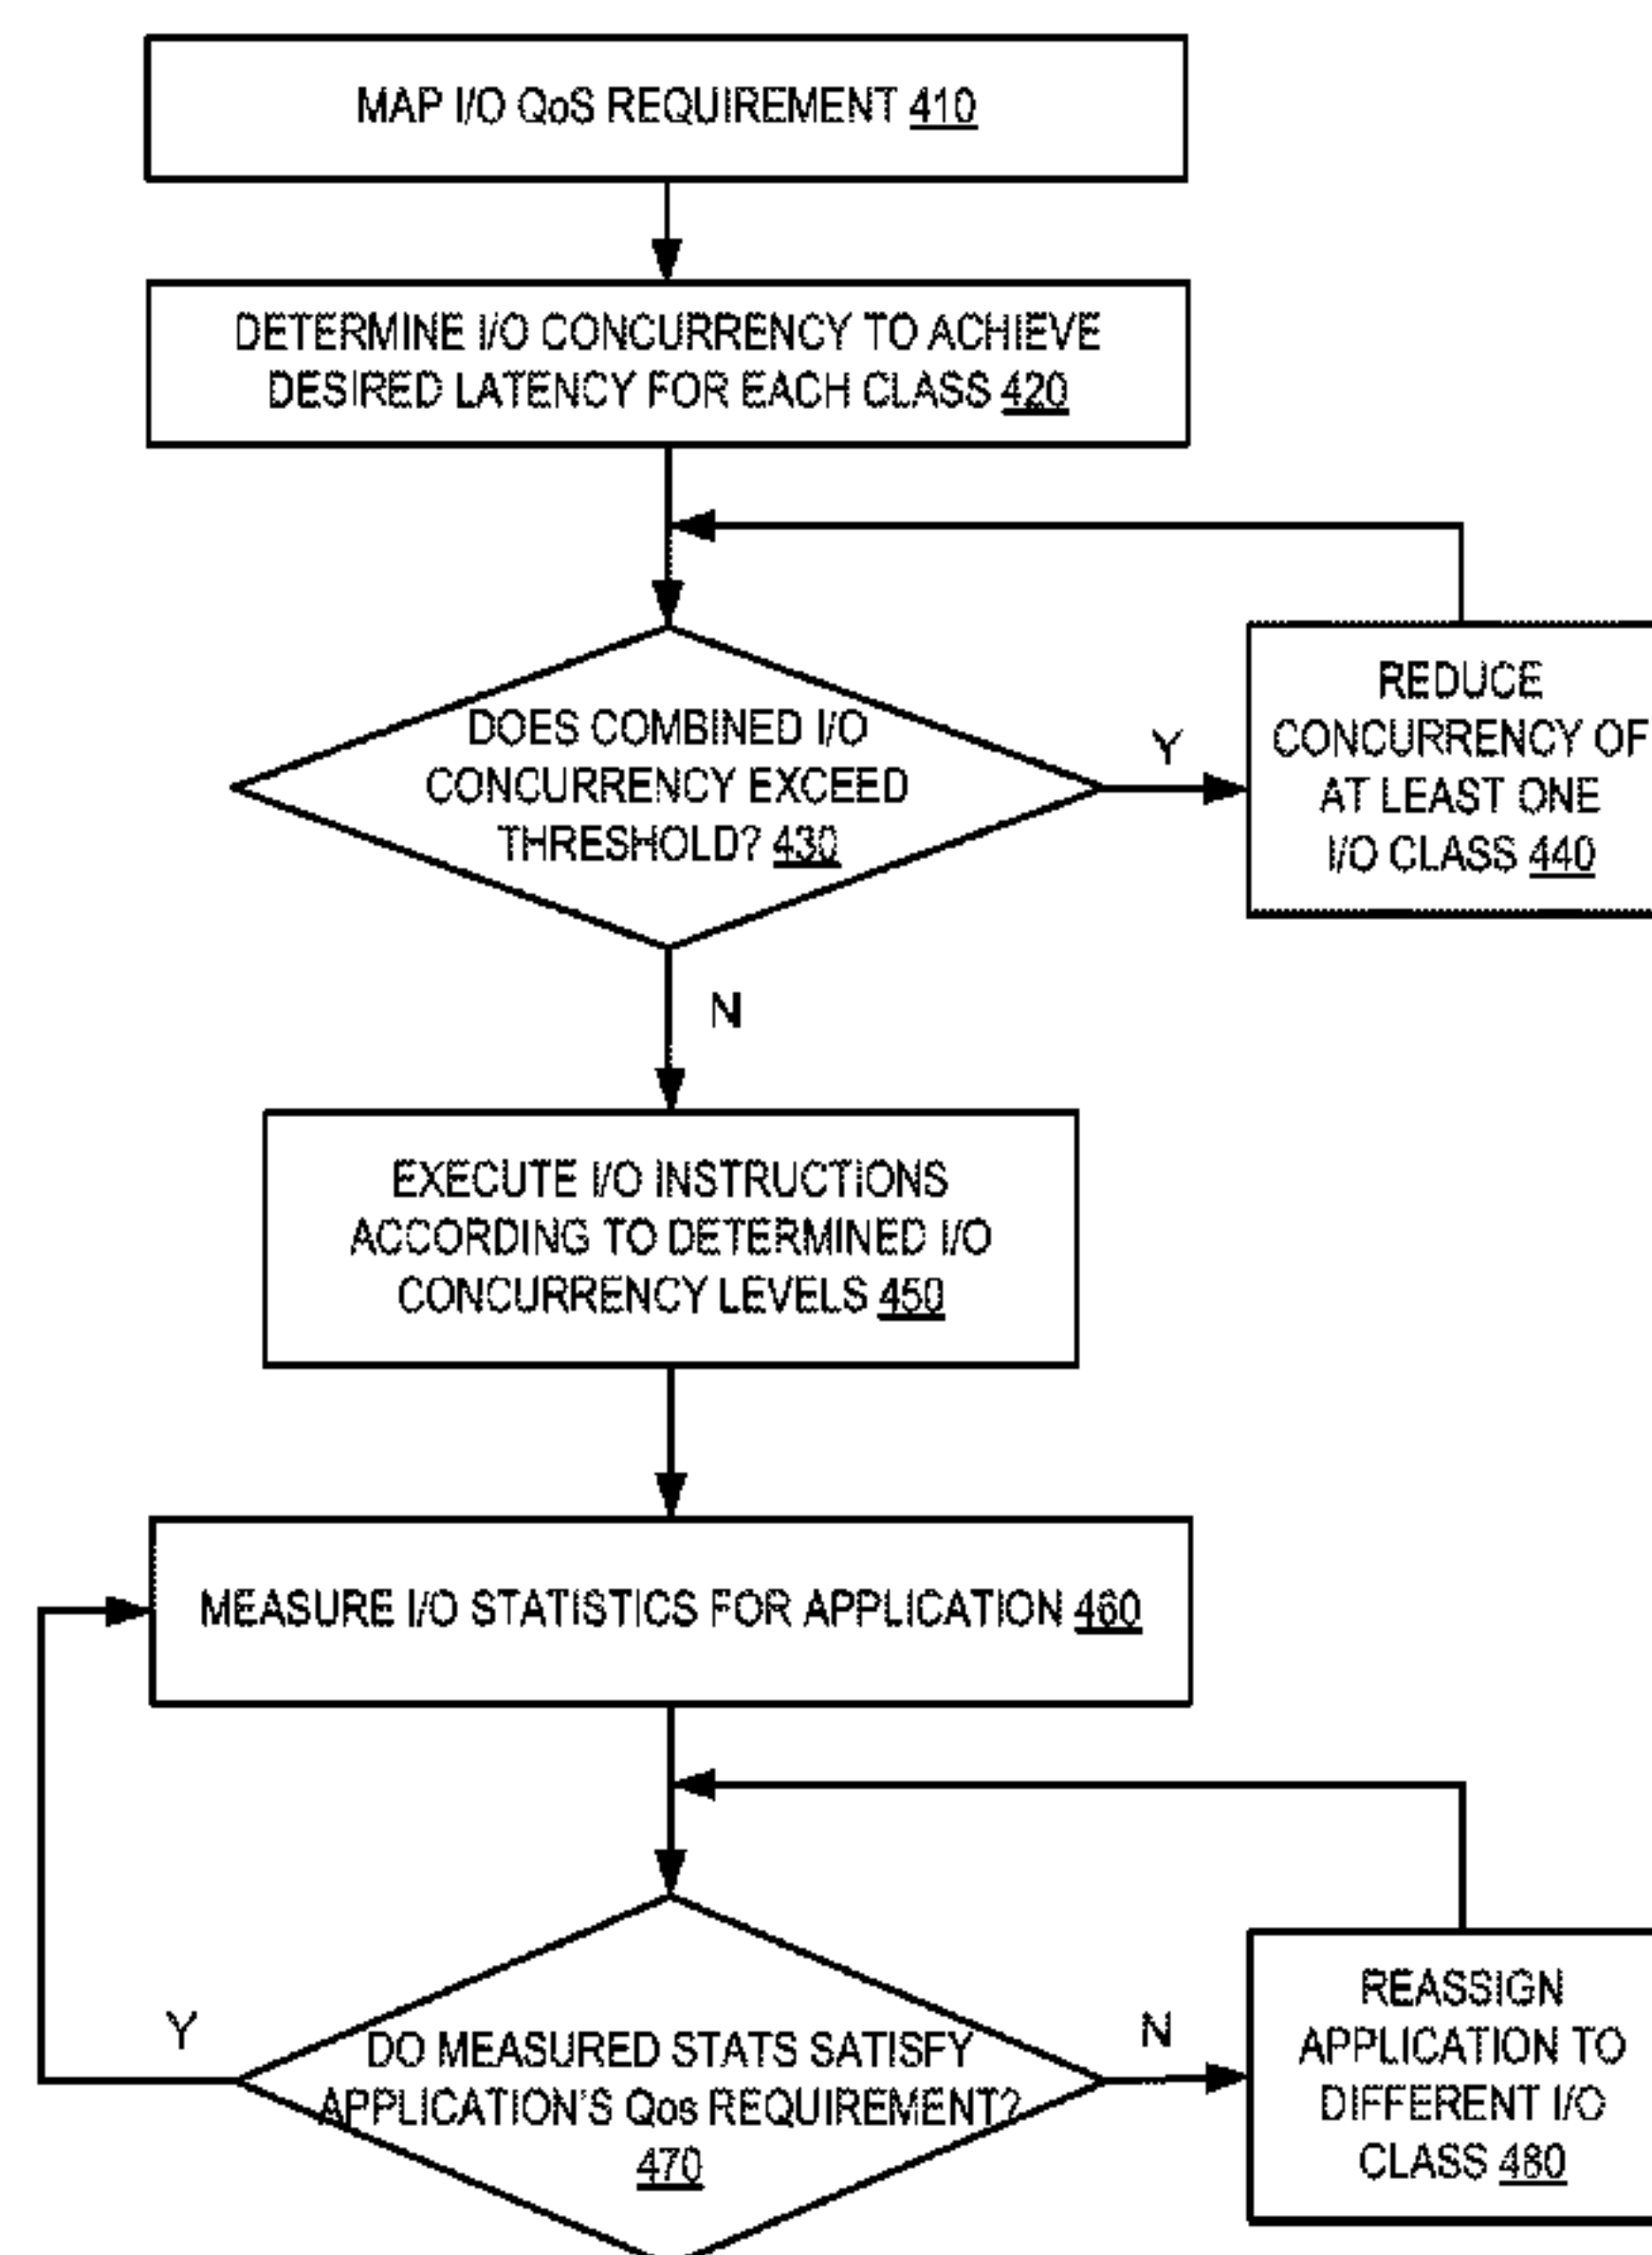 MAP I/O QoS REQUIREMENT 410
DETERMINE I/O CONCURRENCY TO ACHIEVE
DESIRED LATENCY FOR EACH CLASS 420
DOES COMBINED I/O
CONCURRENCY EXCEED
THRESHOLD? 430
Y
REDUCE
CONCURRENCY OF
AT LEAST ONE
I/O CLASS 440
N
EXECUTE I/O INSTRUCTIONS
ACCORDING TO DETERMINED I/O
CONCURRENCY LEVELS 450
MEASURE I/O STATISTICS FOR APPLICATION 460
Y
DO MEASURED STATS SATISFY
APPLICATION'S Qos REQUIREMENT?
470
N
REASSIGN
APPLICATION TO
DIFFERENT I/O
CLASS 480